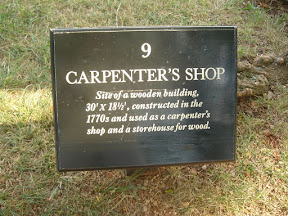 9
CARPENTER'S SHOP
Site of a wooden building,
30' X 18½', constructed in the
1770s and used as a carpenter's
shop and a storehouse for wood.